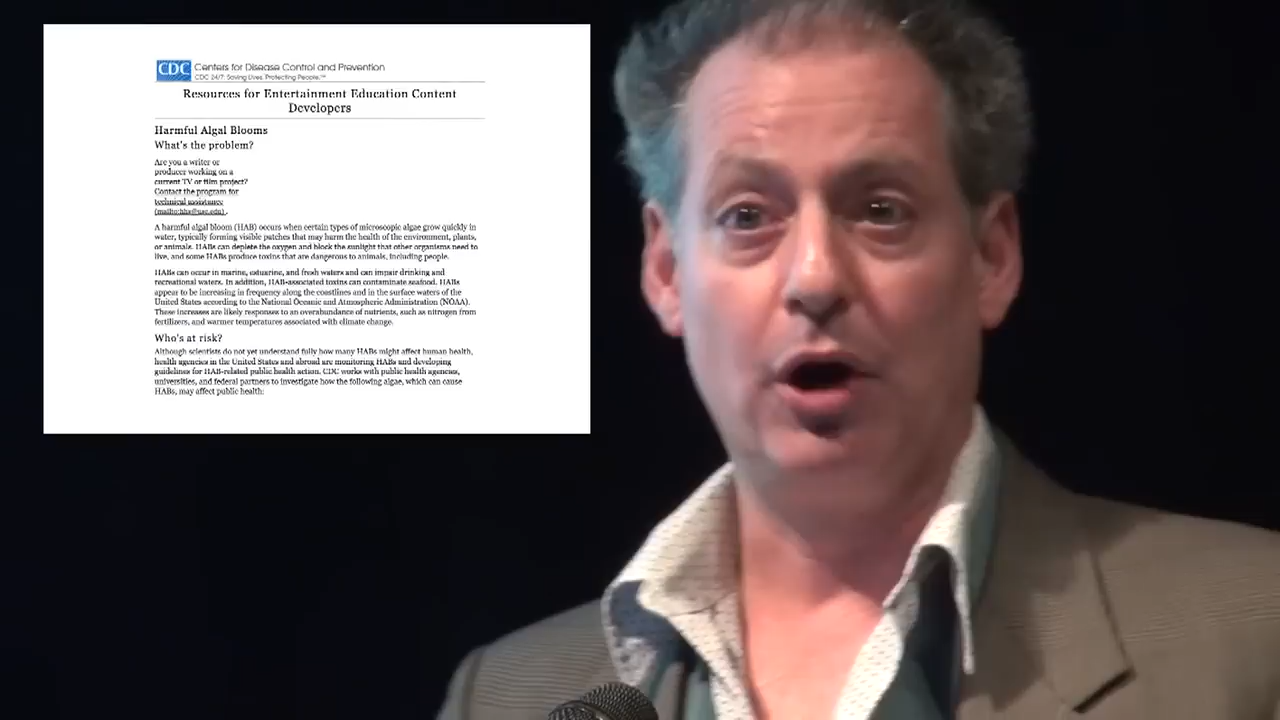 CDC Centers for Disease Control and Prevention
CDC 24/7: Saving Lives. Protecting People.™
Resources for Entertainment Education Content
Developers
Harmful Algal Blooms
What's the problem?
Are you a writer or
producer working on a
current TV or film project?
Contact the program for
technical assistance
(mailto:hhs@usc.edu) .
A harmful algal bloom (HAB) occurs when certain types of microscopic algae grow quickly in
water, typically forming visible patches that may harm the health of the environment, plants,
or animals. HABs can deplete the oxygen and block the sunlight that other organisms need to
live, and some HABs produce toxins that are dangerous to animals, including people.
HABs can occur in marine, estuarine, and fresh waters and can impair drinking and
recreational waters. In addition, HAB-associated toxins can contaminate seafood. HABs
appear to be increasing in frequency along the coastlines and in the surface waters of the
United States according to the National Oceanic and Atmospheric Administration (NOAA).
These increases are likely responses to an overabundance of nutrients, such as nitrogen from
fertilizers, and warmer temperatures associated with climate change.
Who's at risk?
Although scientists do not yet understand fully how many HABs might affect human health,
health agencies in the United States and abroad are monitoring HABs and developing
guidelines for HAB-related public health action. CDC works with public health agencies,
universities, and federal partners to investigate how the following algae, which can cause
HABs, may affect public health: